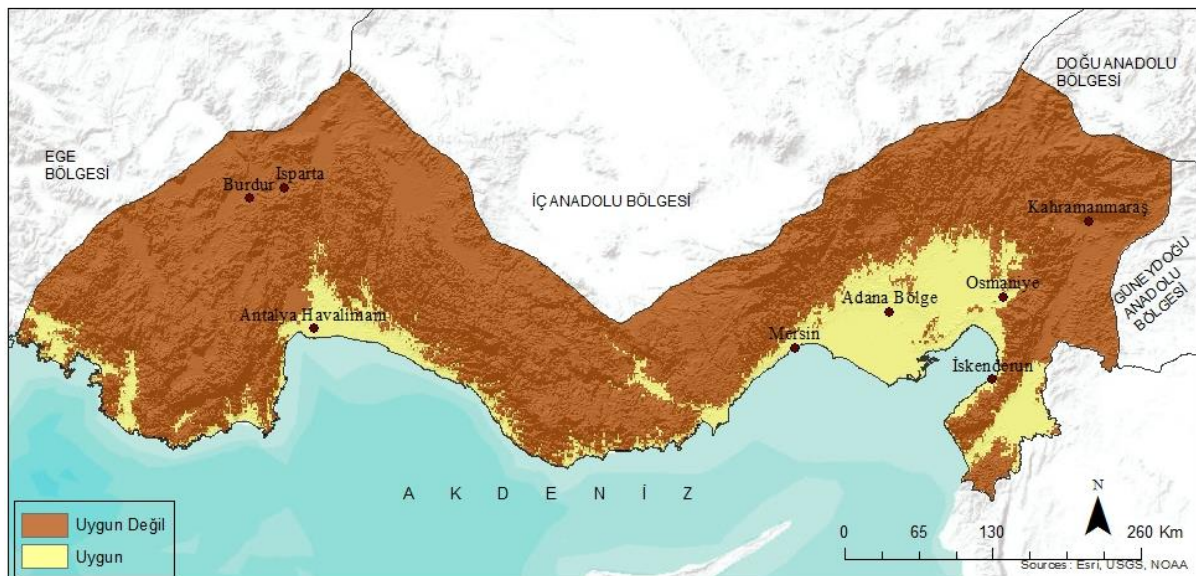 DOĞU ANADOLU
BÖLGESİ
EGE
BÖLGESİ
Isparta
Burdur
İÇ ANADOLU BÖLGESİ
Kahramanmaraş
GÜNEYDOĞU
ANADOLU
BÖLGESİ
Osmaniye
Adana Bölge
Antalya Havalimanı
Mersin
İskenderun
A K D E N İ Z
N
Uygun Değil
Uygun
0 65 130 260 Km
Sources: Esri, USGS, NOAA